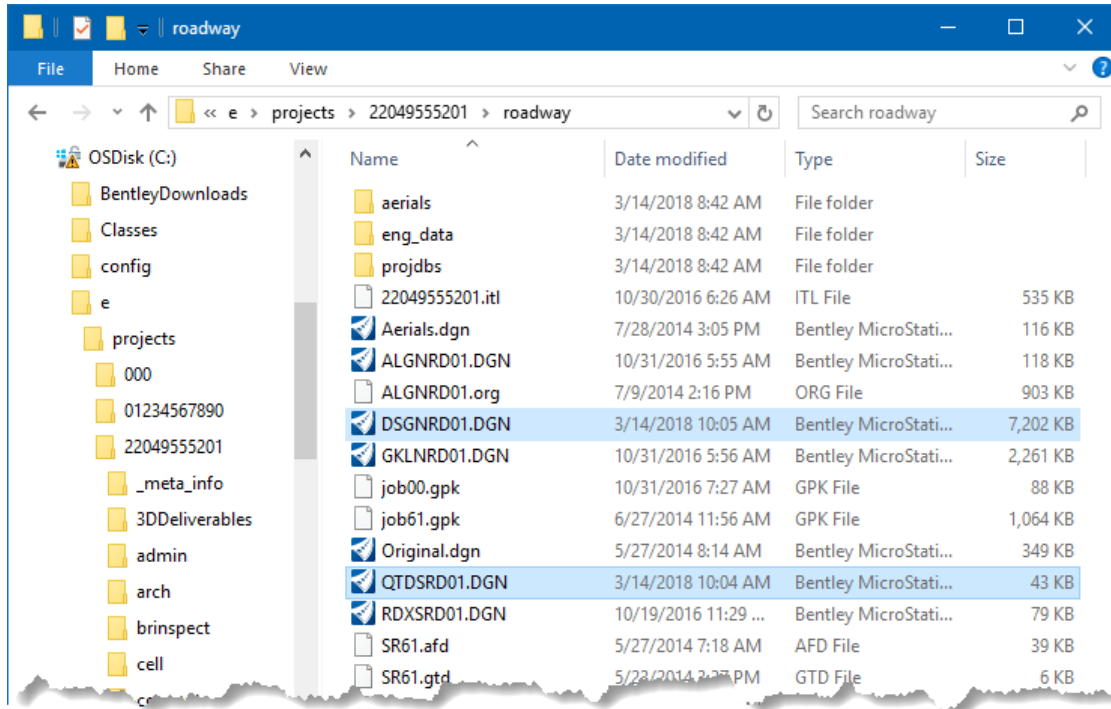 roadway
File Home Share View
« e › projects › 22049555201 › roadway Search roadway
OSDisk (C:)
BentleyDownloads
Classes
config
e
projects
000
01234567890
22049555201
_meta_info
3DDeliverables
admin
arch
brinspect
cell
Name Date modified Type Size
aerials 3/14/2018 8:42 AM File folder
eng_data 3/14/2018 8:42 AM File folder
projdbs 3/14/2018 8:42 AM File folder
22049555201.itl 10/30/2016 6:26 AM ITL File 535 KB
Aerials.dgn 7/28/2014 3:05 PM Bentley MicroStati... 116 KB
ALGNRD01.DGN 10/31/2016 5:55 AM Bentley MicroStati... 118 KB
ALGNRD01.org 7/9/2014 2:16 PM ORG File 903 KB
DSGNRD01.DGN 3/14/2018 10:05 AM Bentley MicroStati... 7,202 KB
GKLNRD01.DGN 10/31/2016 5:56 AM Bentley MicroStati... 2,261 KB
job00.gpk 10/31/2016 7:27 AM GPK File 88 KB
job61.gpk 6/27/2014 11:56 AM GPK File 1,064 KB
Original.dgn 5/27/2014 8:14 AM Bentley MicroStati... 349 KB
QTDSRD01.DGN 3/14/2018 10:04 AM Bentley MicroStati... 43 KB
RDXSRD01.DGN 10/19/2016 11:29 ... Bentley MicroStati... 79 KB
SR61.afd 5/27/2014 7:18 AM AFD File 39 KB
SR61.gtd PM GTD File 6 KB